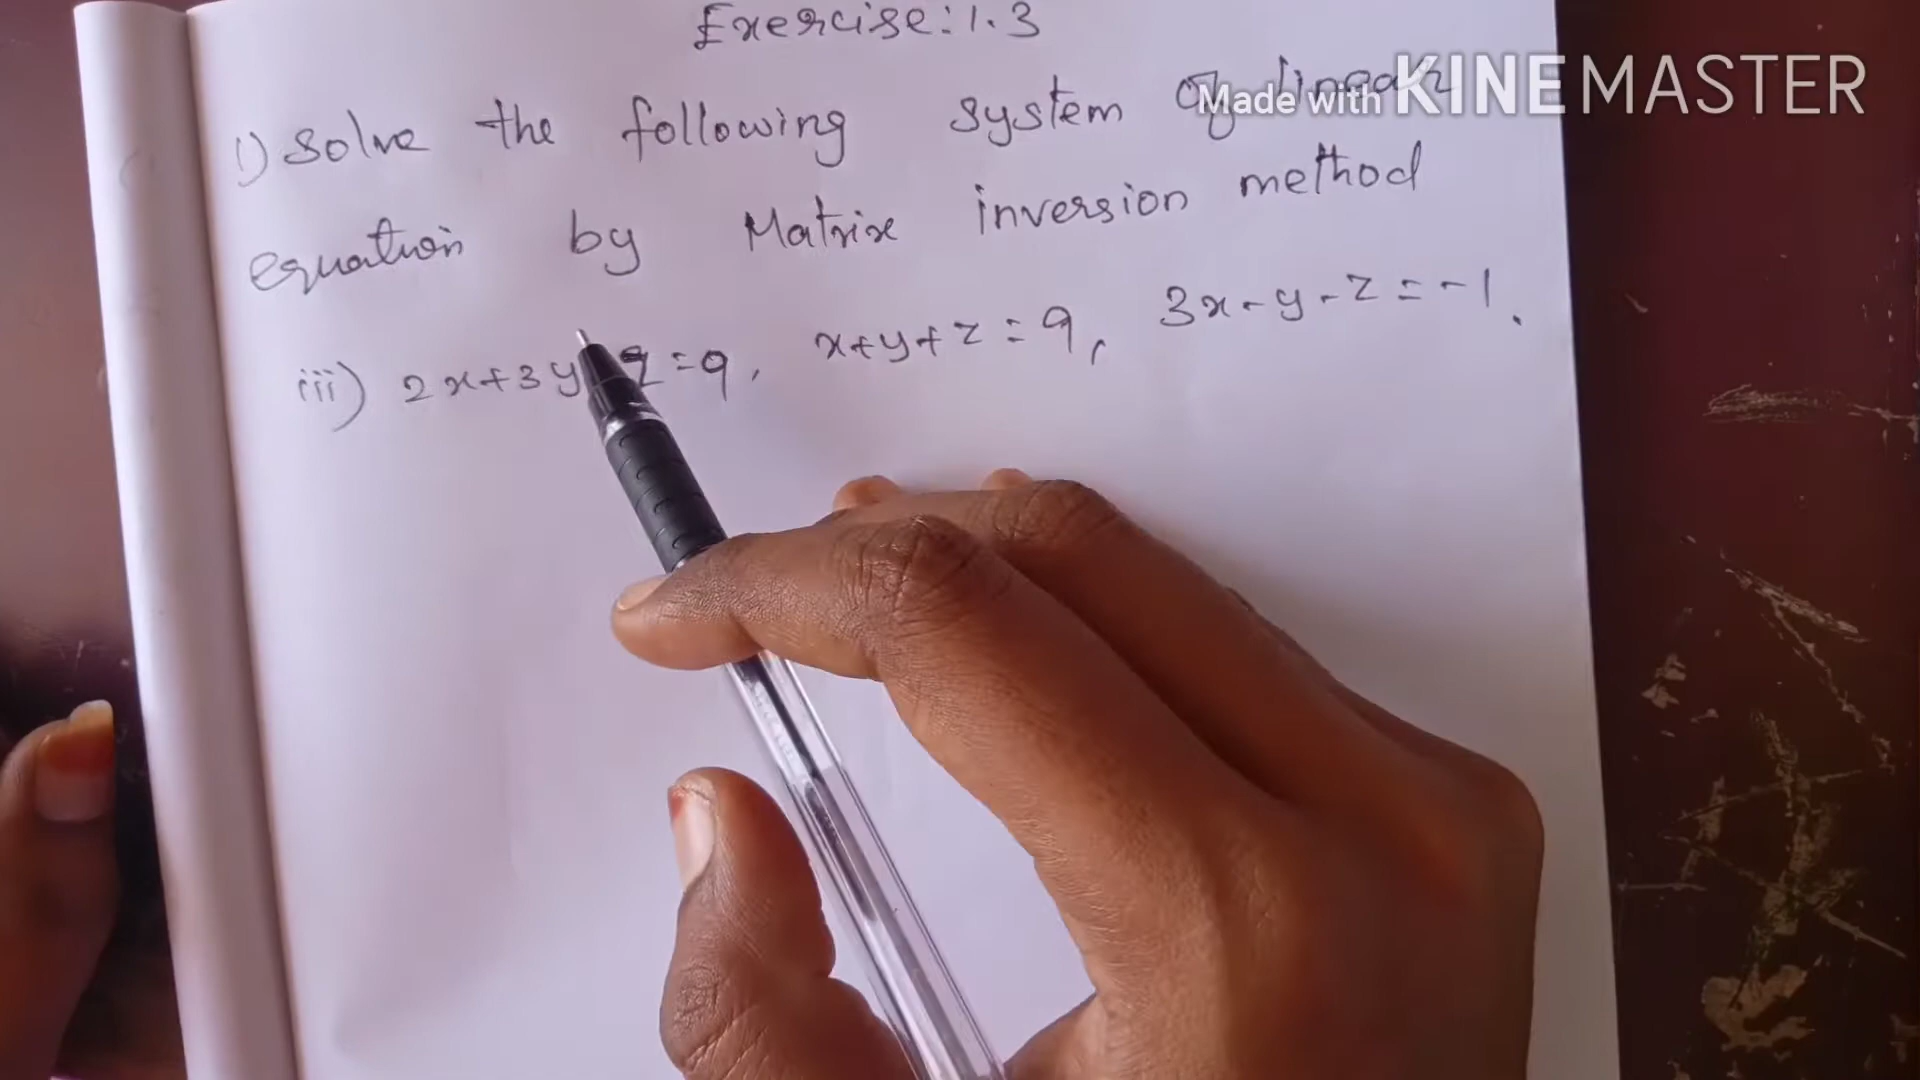 Exercise: 1.3
1) Solve the following system of linear
Made with KINEMASTER
equation by Matrix inversion method
iii) 2x+3y z=9, x+y+z=9, 3x-y-z=-1.